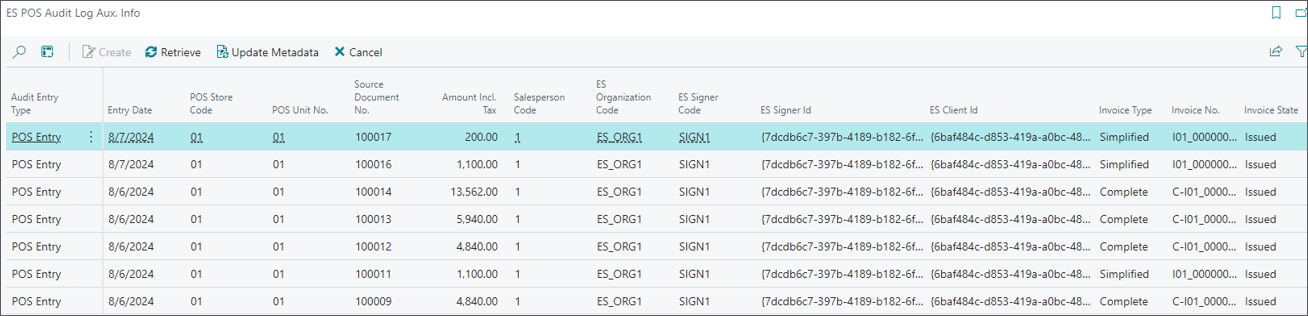 ES POS Audit Log Aux. Info
Create Retrieve Update Metadata Cancel
Audit Entry Type Entry Date POS Store Code POS Unit No. Source Document No. Amount Incl. Tax Salesperson Code ES Organization Code ES Signer Code ES Signer Id ES Client Id Invoice Type Invoice No. Invoice State
POS Entry 8/7/2024 01 01 100017 200.00 1 ES_ORG1 SIGN1 {7dcdb6c7-397b-4189-b182-6f... {6baf484c-d853-419a-a0bc-48... Simplified I01_000000... Issued
POS Entry 8/7/2024 01 01 100016 1,100.00 1 ES_ORG1 SIGN1 {7dcdb6c7-397b-4189-b182-6f... {6baf484c-d853-419a-a0bc-48... Simplified I01_000000... Issued
POS Entry 8/6/2024 01 01 100014 13,562.00 1 ES_ORG1 SIGN1 {7dcdb6c7-397b-4189-b182-6f... {6baf484c-d853-419a-a0bc-48... Complete C-I01_0000... Issued
POS Entry 8/6/2024 01 01 100013 5,940.00 1 ES_ORG1 SIGN1 {7dcdb6c7-397b-4189-b182-6f... {6baf484c-d853-419a-a0bc-48... Complete C-I01_0000... Issued
POS Entry 8/6/2024 01 01 100012 4,840.00 1 ES_ORG1 SIGN1 {7dcdb6c7-397b-4189-b182-6f... {6baf484c-d853-419a-a0bc-48... Complete C-I01_0000... Issued
POS Entry 8/6/2024 01 01 100011 1,100.00 1 ES_ORG1 SIGN1 {7dcdb6c7-397b-4189-b182-6f... {6baf484c-d853-419a-a0bc-48... Simplified I01_000000... Issued
POS Entry 8/6/2024 01 01 100009 4,840.00 1 ES_ORG1 SIGN1 {7dcdb6c7-397b-4189-b182-6f... {6baf484c-d853-419a-a0bc-48... Complete C-I01_0000... Issued